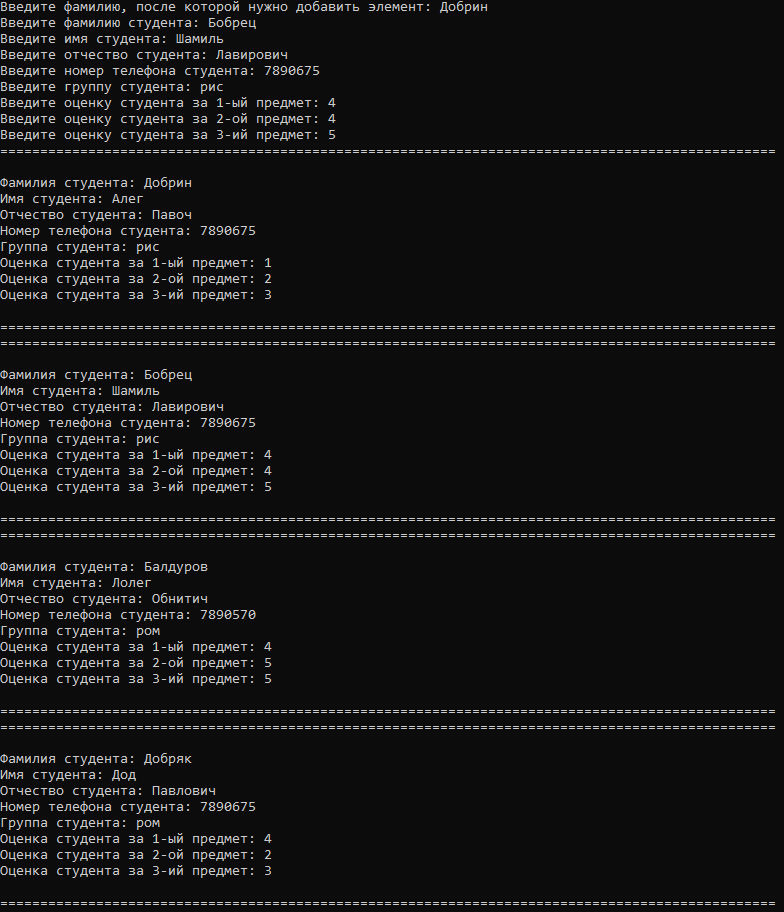 Введите фамилию, после которой нужно добавить элемент: Добрин
Введите фамилию студента: Бобрец
Введите имя студента: Шамиль
Введите отчество студента: Лавирович
Введите номер телефона студента: 7890675
Введите группу студента: рис
Введите оценку студента за 1-ый предмет: 4
Введите оценку студента за 2-ой предмет: 4
Введите оценку студента за 3-ий предмет: 5
=================================================================================================
Фамилия студента: Добрин
Имя студента: Алег
Отчество студента: Павоч
Номер телефона студента: 7890675
Группа студента: рис
Оценка студента за 1-ый предмет: 1
Оценка студента за 2-ой предмет: 2
Оценка студента за 3-ий предмет: 3
=================================================================================================
=================================================================================================
Фамилия студента: Бобрец
Имя студента: Шамиль
Отчество студента: Лавирович
Номер телефона студента: 7890675
Группа студента: рис
Оценка студента за 1-ый предмет: 4
Оценка студента за 2-ой предмет: 4
Оценка студента за 3-ий предмет: 5
=================================================================================================
=================================================================================================
Фамилия студента: Балдуров
Имя студента: Лолег
Отчество студента: Обнитич
Номер телефона студента: 7890570
Группа студента: ром
Оценка студента за 1-ый предмет: 4
Оценка студента за 2-ой предмет: 5
Оценка студента за 3-ий предмет: 5
=================================================================================================
=================================================================================================
Фамилия студента: Добряк
Имя студента: Дод
Отчество студента: Павлович
Номер телефона студента: 7890675
Группа студента: ром
Оценка студента за 1-ый предмет: 4
Оценка студента за 2-ой предмет: 2
Оценка студента за 3-ий предмет: 3
=================================================================================================